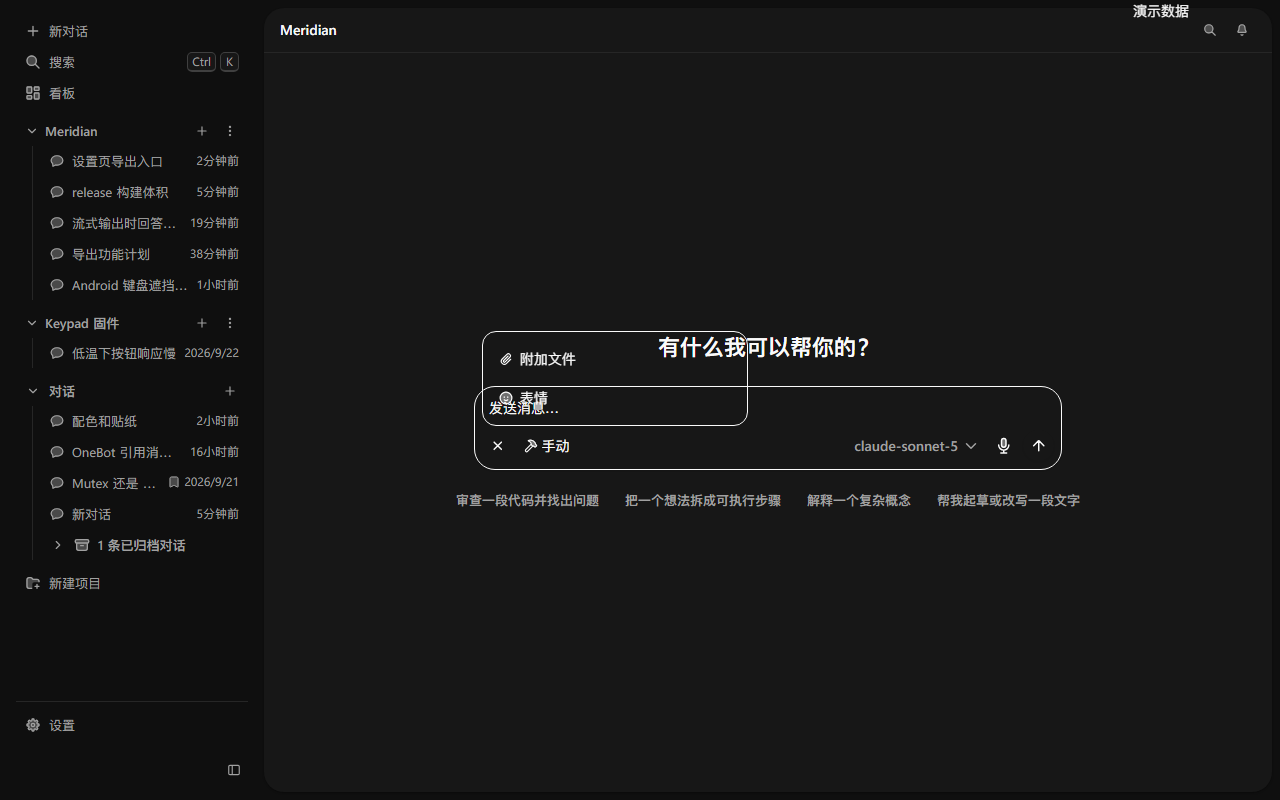 新对话
搜索 Ctrl K
看板
Meridian
设置页导出入口 2分钟前
release 构建体积 5分钟前
流式输出时回答… 19分钟前
导出功能计划 38分钟前
Android 键盘遮挡… 1小时前
Keypad 固件
低温下按钮响应慢 2026/9/22
对话
配色和贴纸 2小时前
OneBot 引用消… 16小时前
Mutex 还是 … 2026/9/21
新对话 5分钟前
1 条已归档对话
新建项目
设置
演示数据
Meridian
有什么我可以帮你的？
附加文件
表情
发送消息…
手动 claude-sonnet-5
审查一段代码并找出问题 把一个想法拆成可执行步骤 解释一个复杂概念 帮我起草或改写一段文字